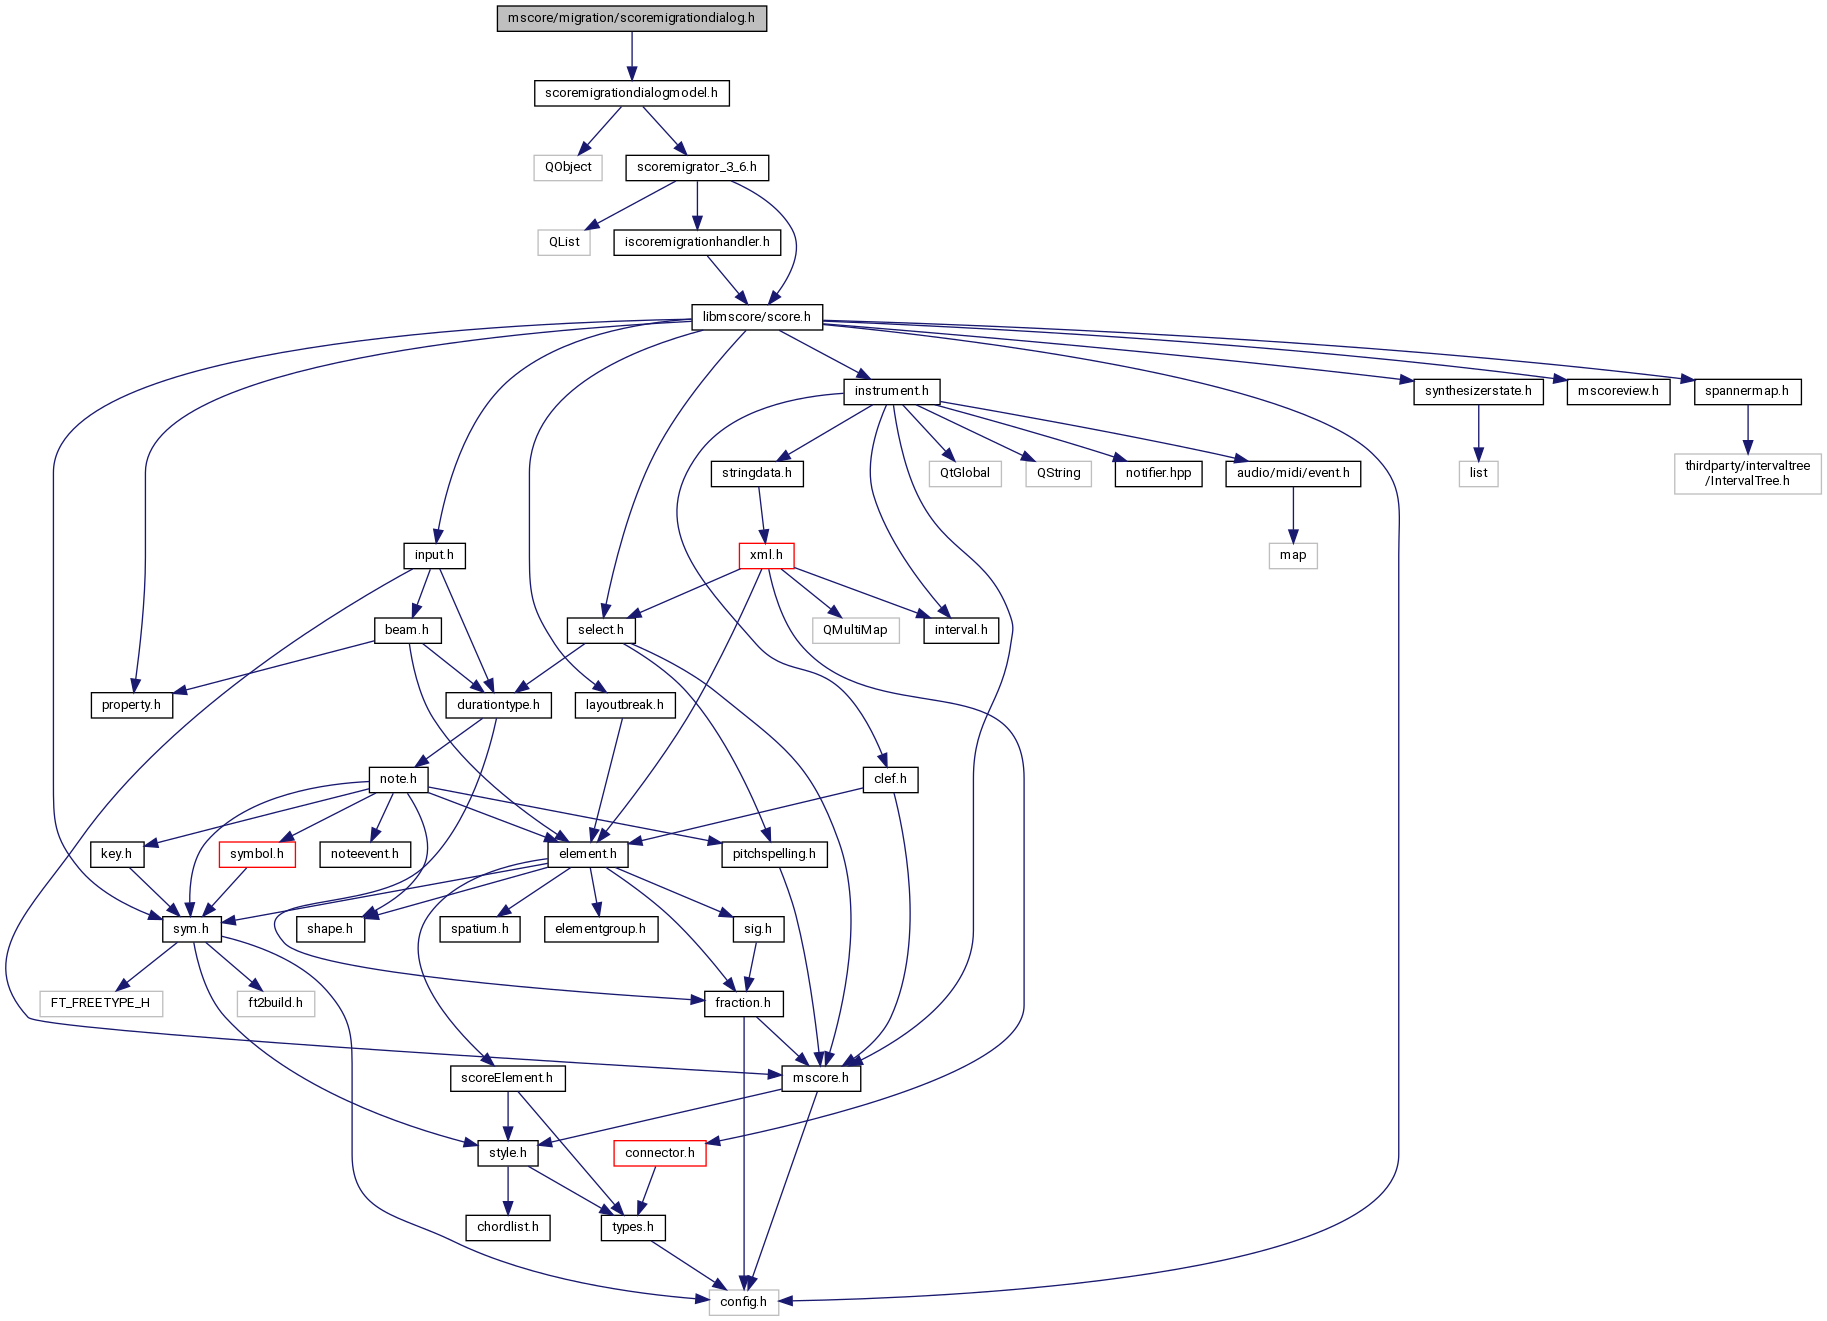 mscore/migration/scoremigrationdialog.h
scoremigrationdialogmodel.h
QObject
scoremigrator_3_6.h
QList
iscoremigrationhandler.h
libmscore/score.h
instrument.h
synthesizerstate.h
mscoreview.h
spannermap.h
stringdata.h
QtGlobal
QString
notifier.hpp
audio/midi/event.h
list
thirdparty/intervaltree
/IntervalTree.h
input.h
xml.h
map
beam.h
select.h
QMultiMap
interval.h
property.h
durationtype.h
layoutbreak.h
note.h
clef.h
key.h
symbol.h
noteevent.h
element.h
pitchspelling.h
sym.h
shape.h
spatium.h
elementgroup.h
sig.h
FT_FREETYPE_H
ft2build.h
fraction.h
scoreElement.h
mscore.h
style.h
connector.h
chordlist.h
types.h
config.h